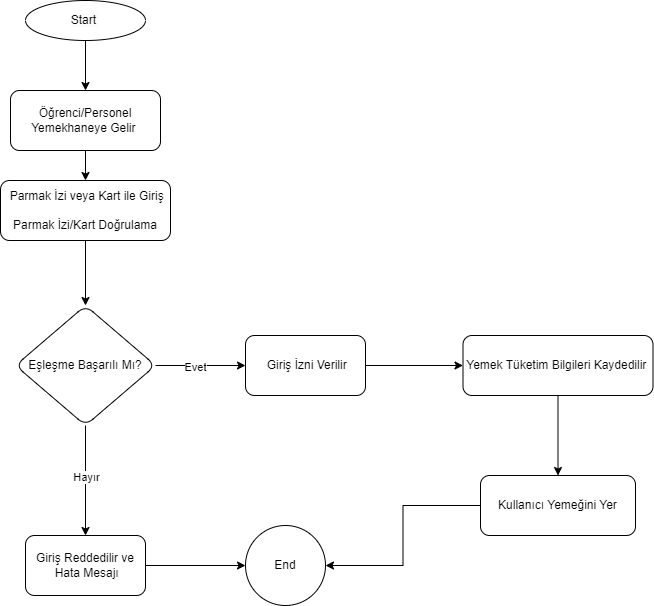 Start
Öğrenci/Personel
Yemekhaneye Gelir
Parmak İzi veya Kart ile Giriş
Parmak İzi/Kart Doğrulama
Eşleşme Başarılı Mı?
Evet
Giriş İzni Verilir
Yemek Tüketim Bilgileri Kaydedilir
Hayır
Kullanıcı Yemeğini Yer
Giriş Reddedilir ve
Hata Mesajı
End